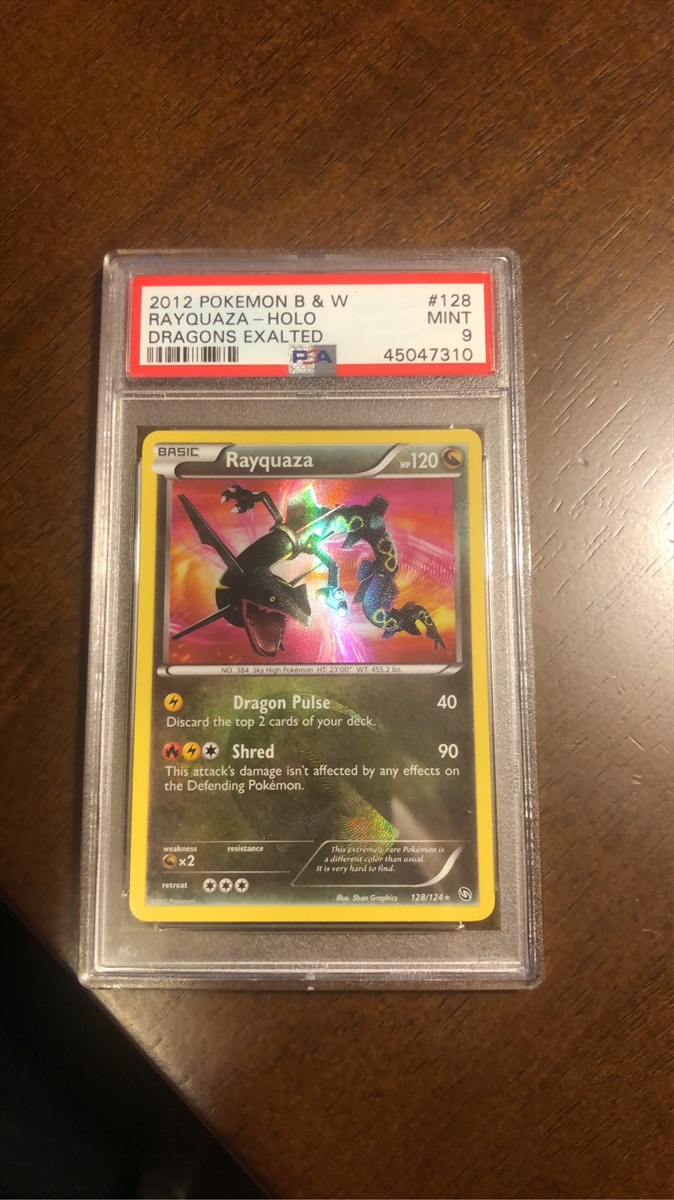 2012 POKEMON B & W #128
RAYQUAZA - HOLO MINT
DRAGONS EXALTED 9
PSA 45047310
BASIC
Rayquaza HP120
NO. 384 Sky High Pokémon HT: 23'00" WT: 455.2 lbs.
Dragon Pulse 40
Discard the top 2 cards of your deck.
Shred 90
This attack's damage isn't affected by any effects on
the Defending Pokémon.
weakness resistance
×2
This extremely rare Pokémon is
a different color than usual.
It is very hard to find.
retreat
©2012 Pokémon Illus. 5ban Graphics 128/124 ★